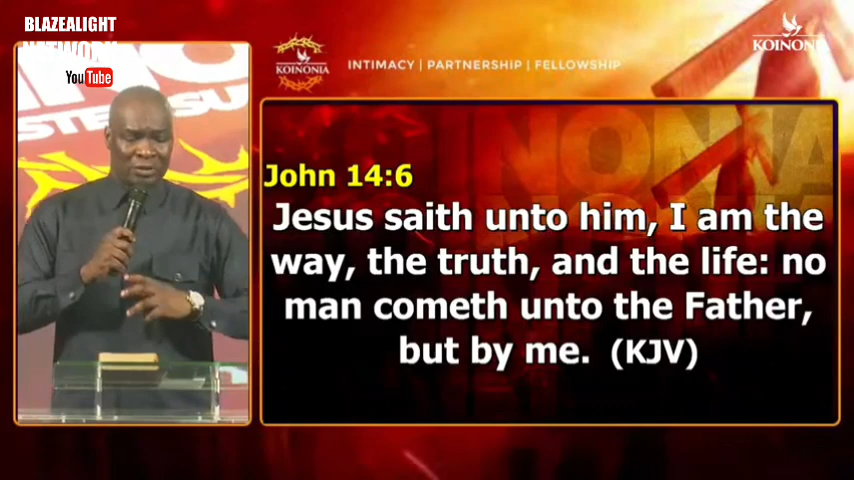 BLAZEALIGHT
NETWORK
YouTube
KOINONIA
INTIMACY | PARTNERSHIP | FELLOWSHIP
KOINONIA
John 14:6
Jesus saith unto him, I am the
way, the truth, and the life: no
man cometh unto the Father,
but by me. (KJV)